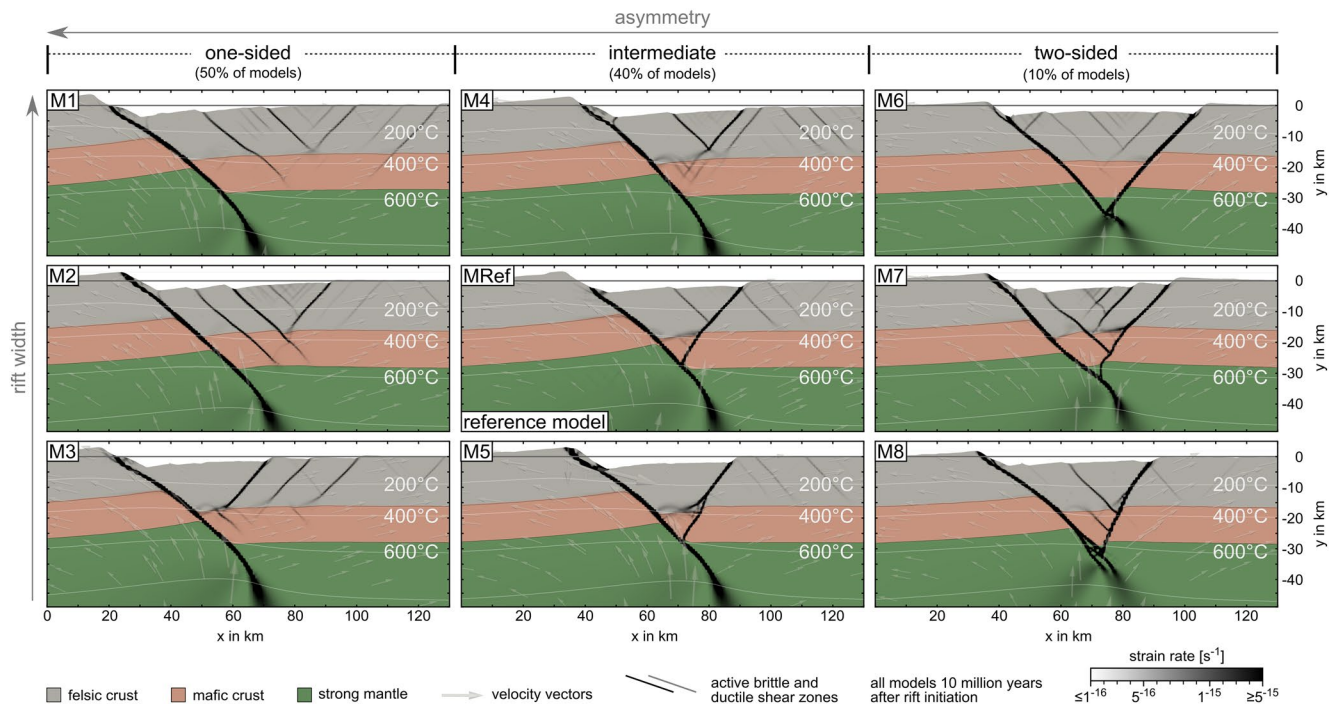 asymmetry
one-sided
(50% of models)
intermediate
(40% of models)
two-sided
(10% of models)
rift width
M1
200°C
400°C
600°C
M4
200°C
400°C
600°C
M6
200°C
400°C
600°C
0
-10
-20
-30
-40
y in km
M2
200°C
400°C
600°C
MRef
200°C
400°C
600°C
reference model
M7
200°C
400°C
600°C
0
-10
-20
-30
-40
y in km
M3
200°C
400°C
600°C
M5
200°C
400°C
600°C
M8
200°C
400°C
600°C
0
-10
-20
-30
-40
y in km
0 20 40 60 80 100 120
x in km
20 40 60 80 100 120
x in km
20 40 60 80 100 120
x in km
felsic crust
mafic crust
strong mantle
velocity vectors
active brittle and
ductile shear zones
all models 10 million years
after rift initiation
strain rate [s⁻¹]
≤1⁻¹⁶ 5⁻¹⁶ 1⁻¹⁵ ≥5⁻¹⁵